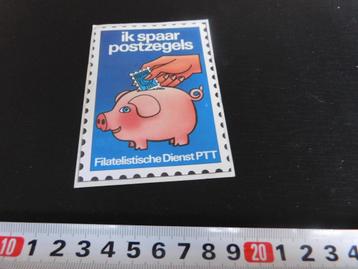 ik spaar
postzegels
Filatelistische Dienst PTT
10 1 2 3 4 5 6 7 8 9 20 1 2 3 4